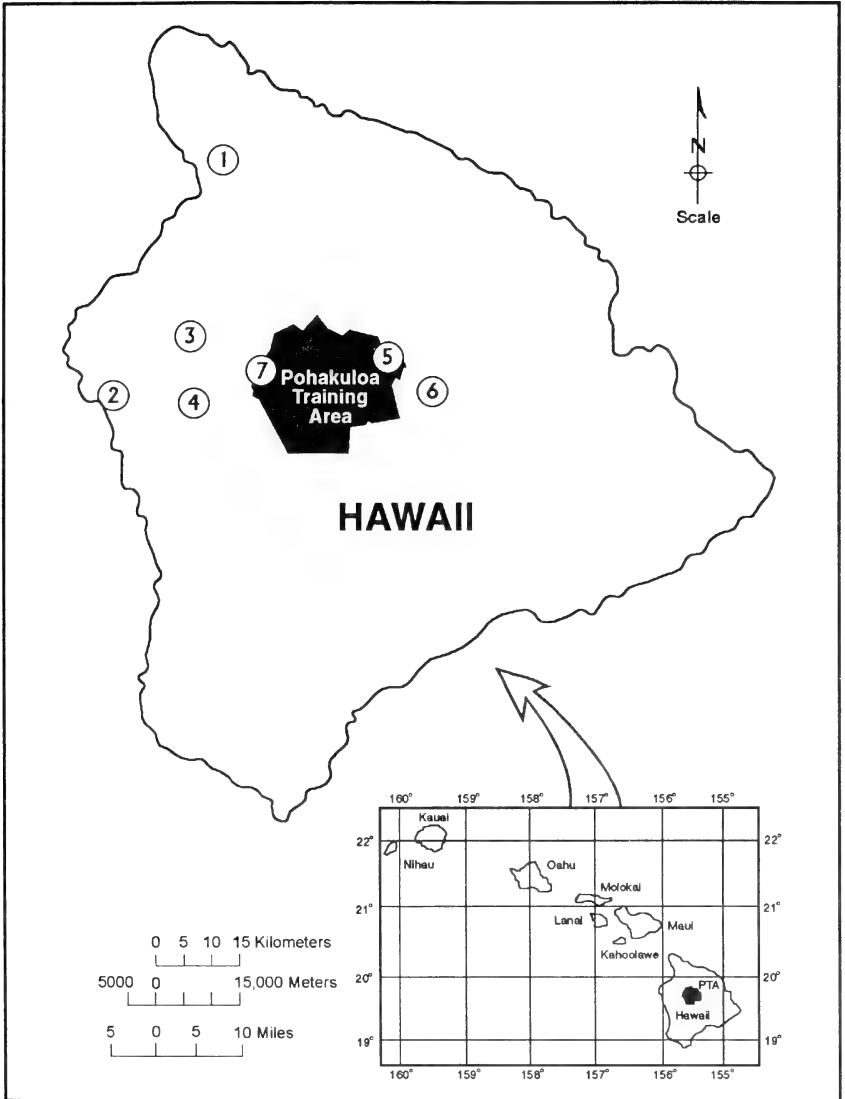 1
N
Scale
3
7
5
2
4
6
Pohakuloa
Training
Area
HAWAII
160° 159° 158° 157° 156° 155°
Kauai
22° 22°
Nihau
Oahu
Molokai
21° 21°
Lanai
Maui
Kahoolawe
20° 20°
PTA
Hawaii
19° 19°
160° 159° 158° 157° 156° 155°
0 5 10 15 Kilometers
5000 0 15,000 Meters
5 0 5 10 Miles